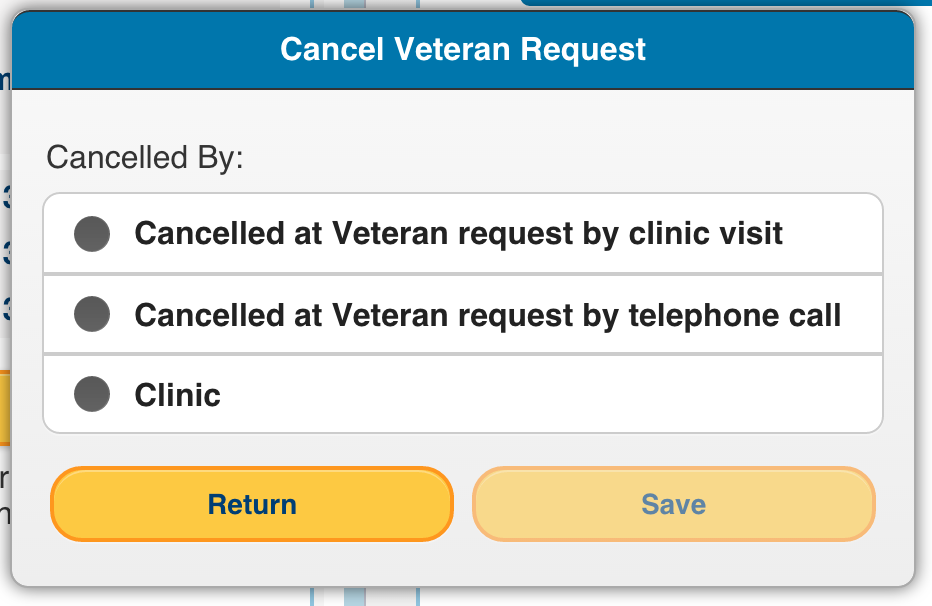 Cancel Veteran Request
Cancelled By:
Cancelled at Veteran request by clinic visit
Cancelled at Veteran request by telephone call
Clinic
Return
Save